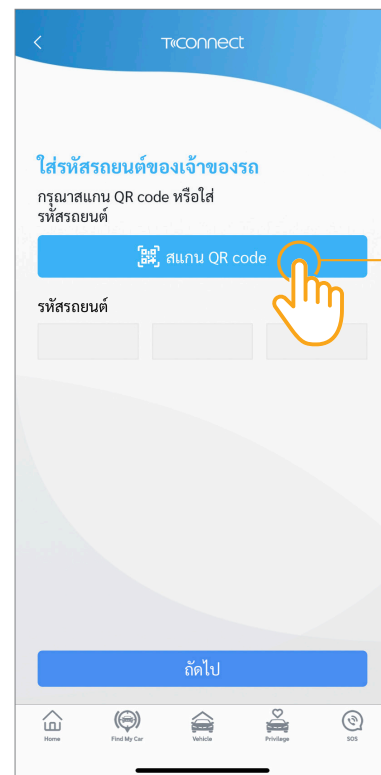 T-connect
ใส่รหัสรถยนต์ของเจ้าของรถ
กรุณาสแกน QR code หรือใส่
รหัสรถยนต์
สแกน QR code
รหัสรถยนต์
ถัดไป
Home
Find My Car
Vehicle
Privilege
SOS